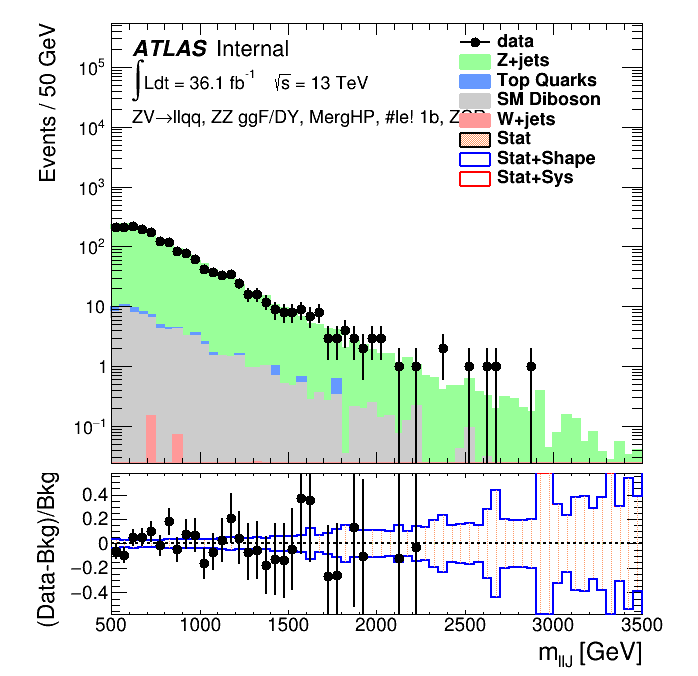 ATLAS Internal
∫Ldt = 36.1 fb⁻¹ √s = 13 TeV
ZV→llqq, ZZ ggF/DY, MergHP, #le! 1b,
data
Z+jets
Top Quarks
SM Diboson
W+jets
Stat
Stat+Shape
Stat+Sys
Events / 50 GeV
10⁵
10⁴
10³
10²
10
1
10⁻¹
(Data-Bkg)/Bkg
0.4
0.2
0
−0.2
−0.4
500 1000 1500 2000 2500 3000 3500
m_llJ [GeV]